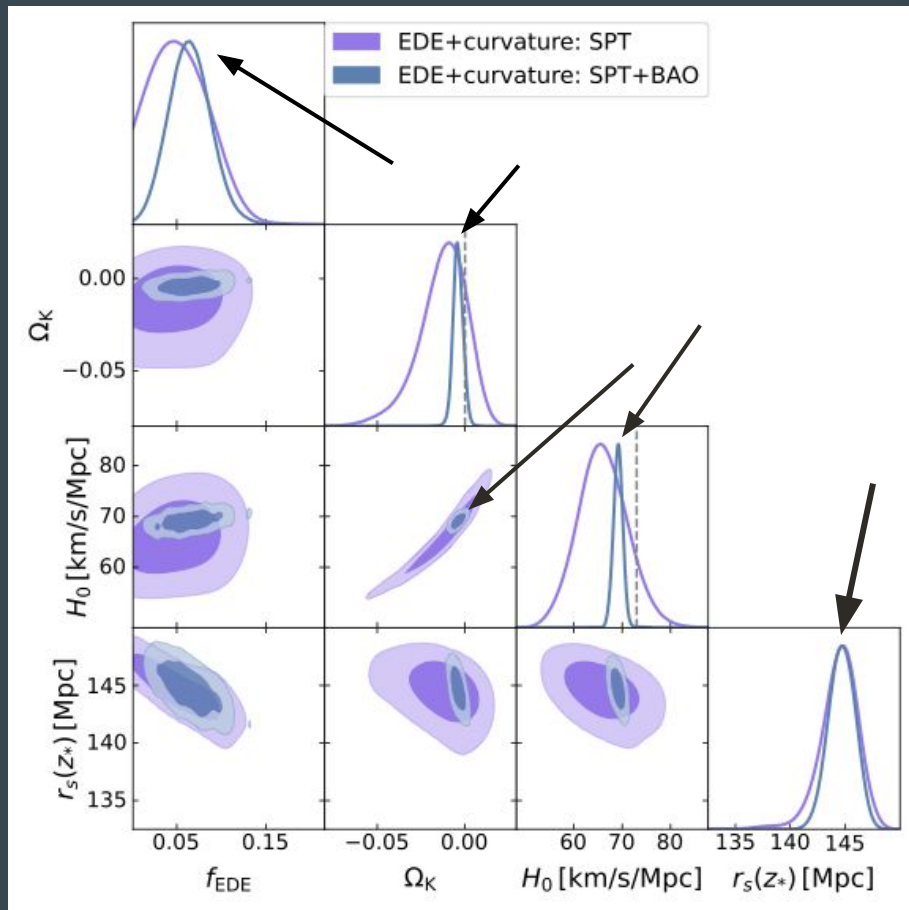 EDE+curvature: SPT
EDE+curvature: SPT+BAO
Ω_K
0.00
−0.05
H₀ [km/s/Mpc]
80
70
60
r_s(z_*) [Mpc]
145
140
135
0.05 0.15
−0.05 0.00
60 70 80
135 140 145
f_EDE
Ω_K
H₀ [km/s/Mpc]
r_s(z_*) [Mpc]